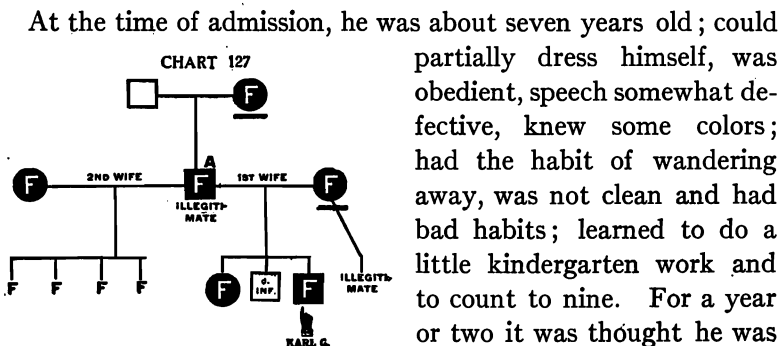 At the time of admission, he was about seven years old; could
partially dress himself, was
obedient, speech somewhat de-
fective, knew some colors;
had the habit of wandering
away, was not clean and had
bad habits; learned to do a
little kindergarten work and
to count to nine. For a year
or two it was thought he was
CHART 127
F
A
F 2ND WIFE F 1ST WIFE F
ILLEGITI-
MATE
F F F F
F d. F ILLEGITI-
INF. MATE
KARL G.